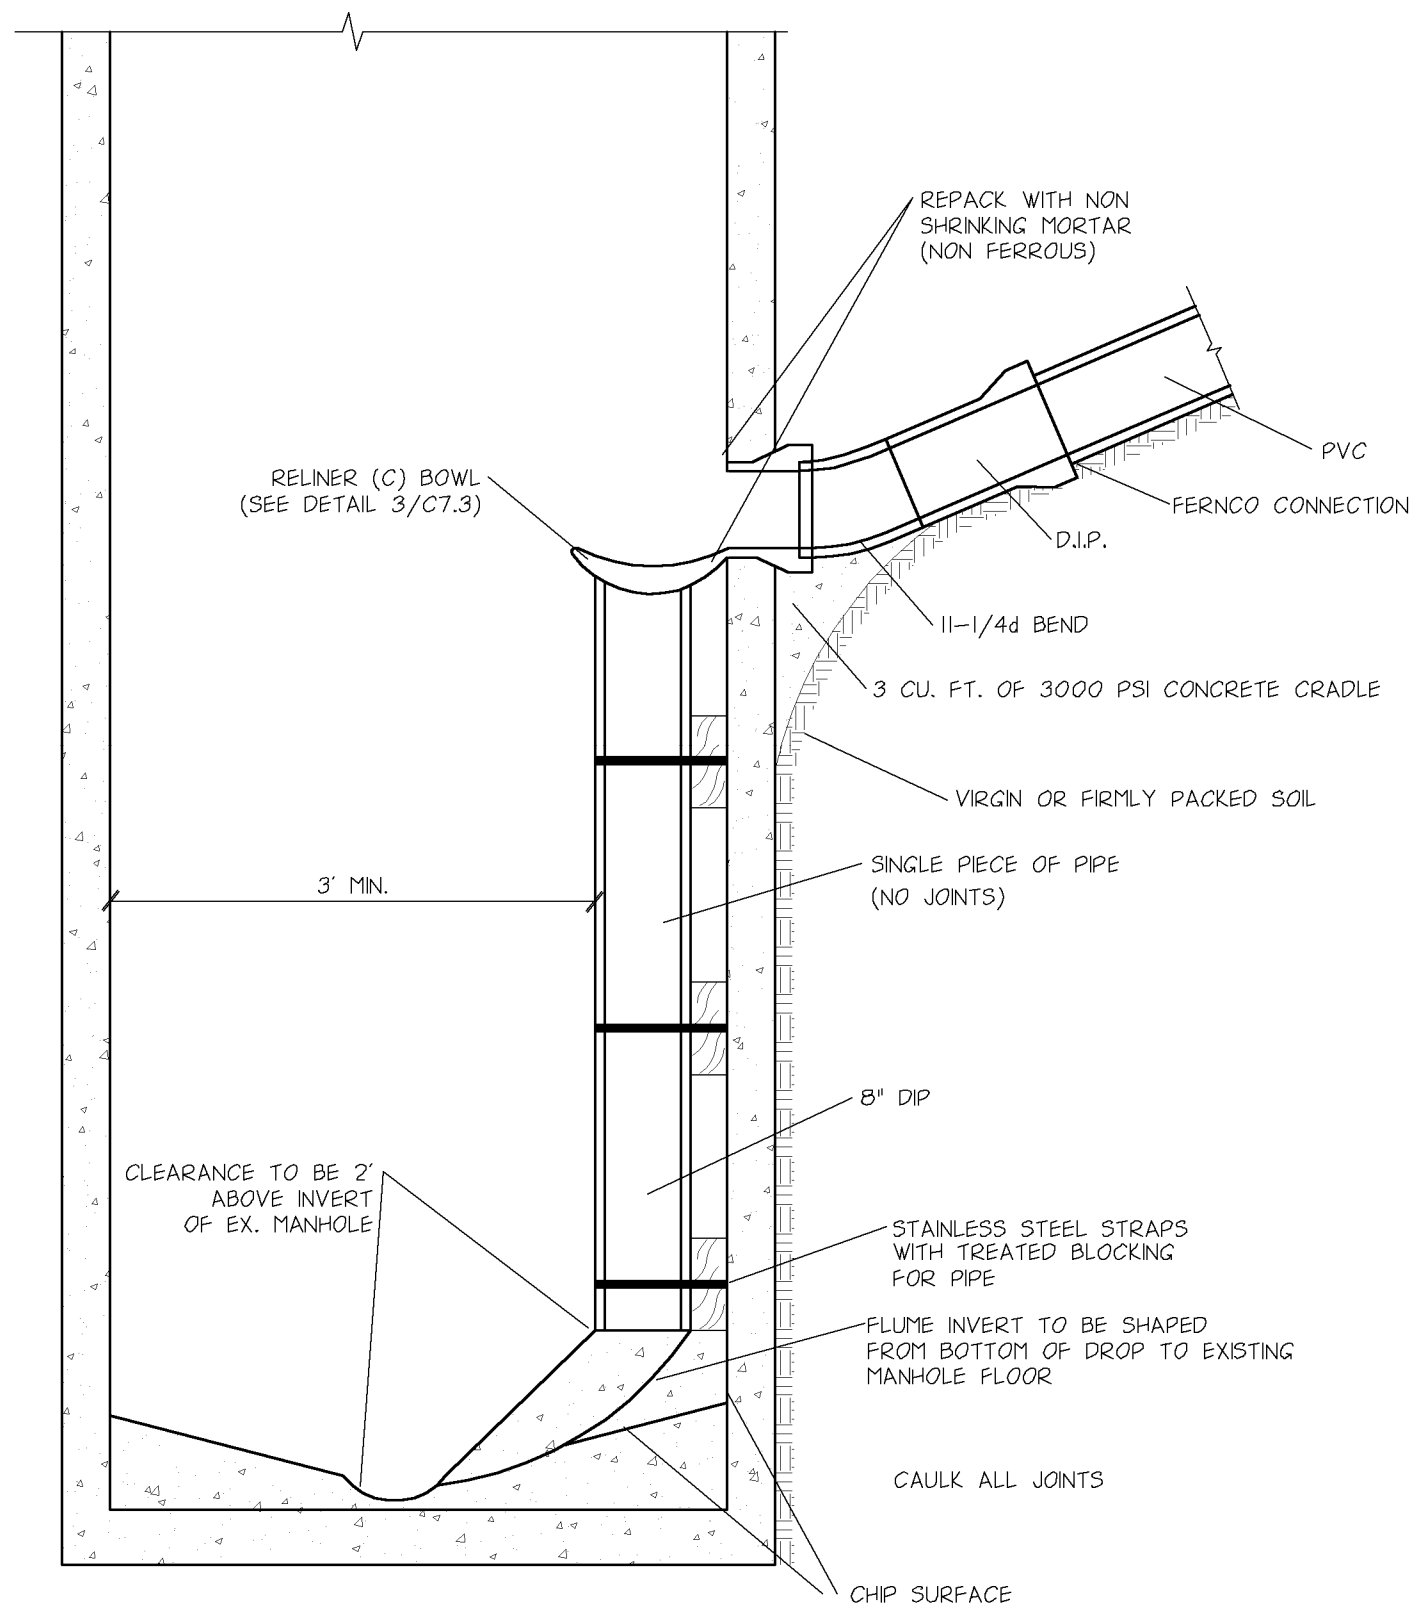 REPACK WITH NON
SHRINKING MORTAR
(NON FERROUS)
PVC
RELINER (C) BOWL
(SEE DETAIL 3/C7.3)
FERNCO CONNECTION
D.I.P.
11-1/4d BEND
3 CU. FT. OF 3000 PSI CONCRETE CRADLE
VIRGIN OR FIRMLY PACKED SOIL
SINGLE PIECE OF PIPE
(NO JOINTS)
3' MIN.
8" DIP
CLEARANCE TO BE 2'
ABOVE INVERT
OF EX. MANHOLE
STAINLESS STEEL STRAPS
WITH TREATED BLOCKING
FOR PIPE
FLUME INVERT TO BE SHAPED
FROM BOTTOM OF DROP TO EXISTING
MANHOLE FLOOR
CAULK ALL JOINTS
CHIP SURFACE